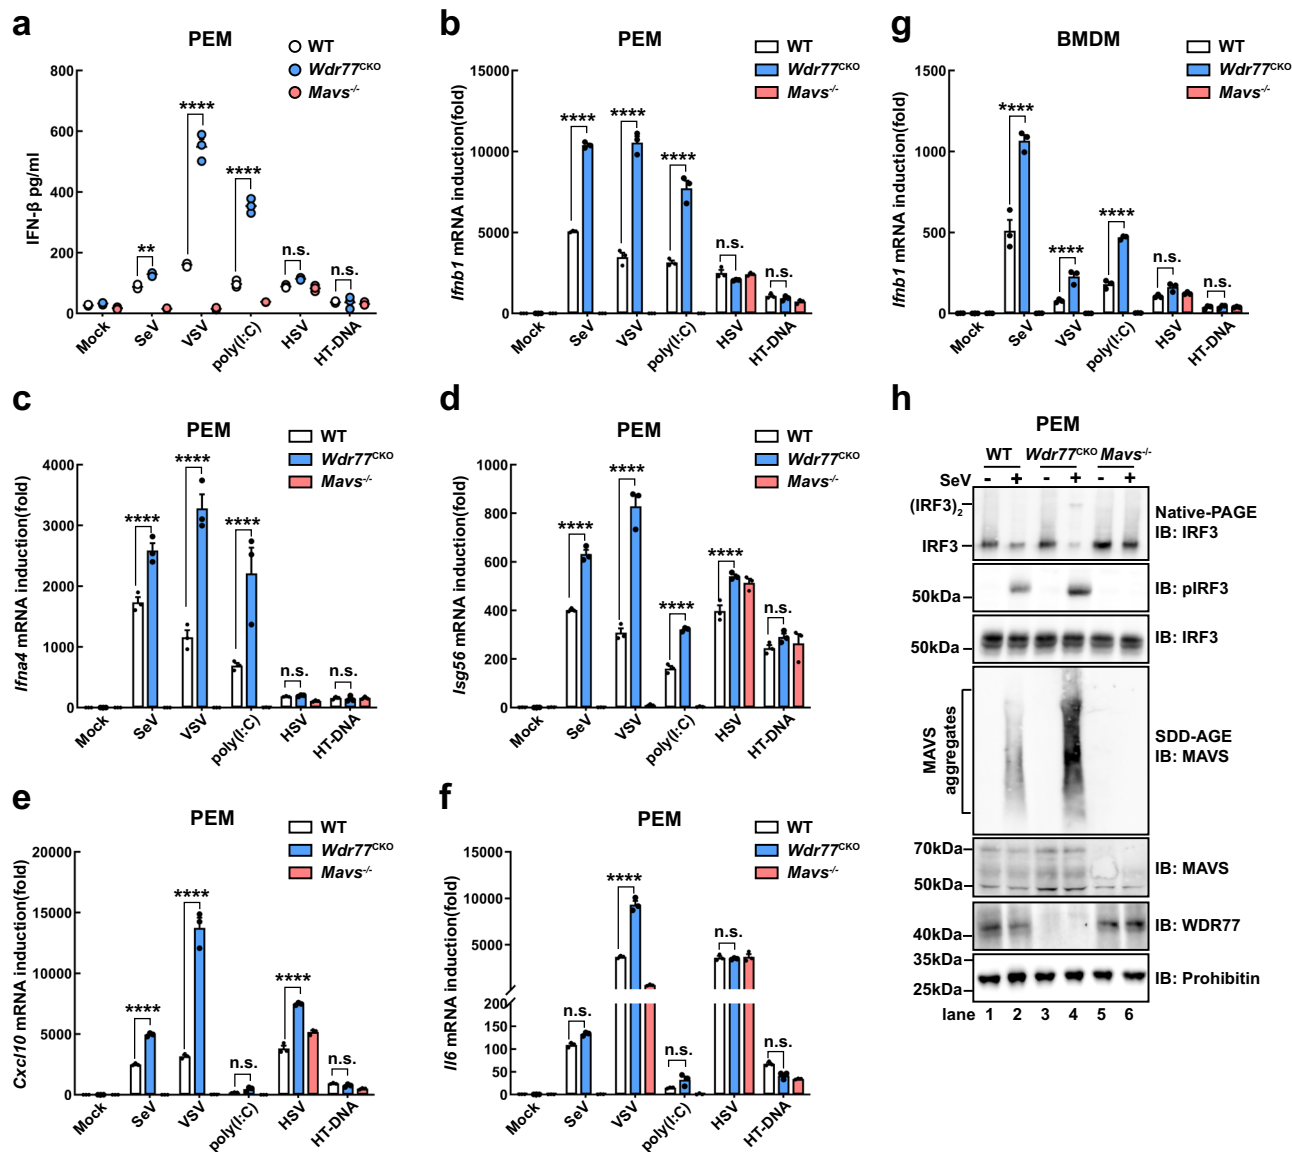 a
PEM
WT
Wdr77CKO
Mavs-/-
IFN-β pg/ml
800
600
400
200
0
**
****
****
n.s.
n.s.
Mock
SeV
VSV
poly(I:C)
HSV
HT-DNA
b
PEM
WT
Wdr77CKO
Mavs-/-
Ifnb1 mRNA induction(fold)
15000
10000
5000
0
****
****
****
n.s.
n.s.
Mock
SeV
VSV
poly(I:C)
HSV
HT-DNA
g
BMDM
WT
Wdr77CKO
Mavs-/-
Ifnb1 mRNA induction(fold)
1500
1000
500
0
****
****
****
n.s.
n.s.
Mock
SeV
VSV
poly(I:C)
HSV
HT-DNA
c
PEM
WT
Wdr77CKO
Mavs-/-
Ifna4 mRNA induction(fold)
4000
3000
2000
1000
0
****
****
****
n.s.
n.s.
Mock
SeV
VSV
poly(I:C)
HSV
HT-DNA
d
PEM
WT
Wdr77CKO
Mavs-/-
Isg56 mRNA induction(fold)
1000
800
600
400
200
0
****
****
****
****
n.s.
Mock
SeV
VSV
poly(I:C)
HSV
HT-DNA
h
PEM
WT Wdr77CKO Mavs-/-
SeV - + - + - +
(IRF3)2
IRF3
Native-PAGE
IB: IRF3
50kDa
IB: pIRF3
50kDa
IB: IRF3
MAVS
aggregates
SDD-AGE
IB: MAVS
70kDa
50kDa
IB: MAVS
40kDa
IB: WDR77
35kDa
25kDa
IB: Prohibitin
lane 1 2 3 4 5 6
e
PEM
WT
Wdr77CKO
Mavs-/-
Cxcl10 mRNA induction(fold)
20000
15000
10000
5000
0
****
****
n.s.
****
n.s.
Mock
SeV
VSV
poly(I:C)
HSV
HT-DNA
f
PEM
WT
Wdr77CKO
Mavs-/-
Il6 mRNA induction(fold)
15000
10000
5000
200
150
100
50
0
n.s.
****
n.s.
n.s.
n.s.
Mock
SeV
VSV
poly(I:C)
HSV
HT-DNA